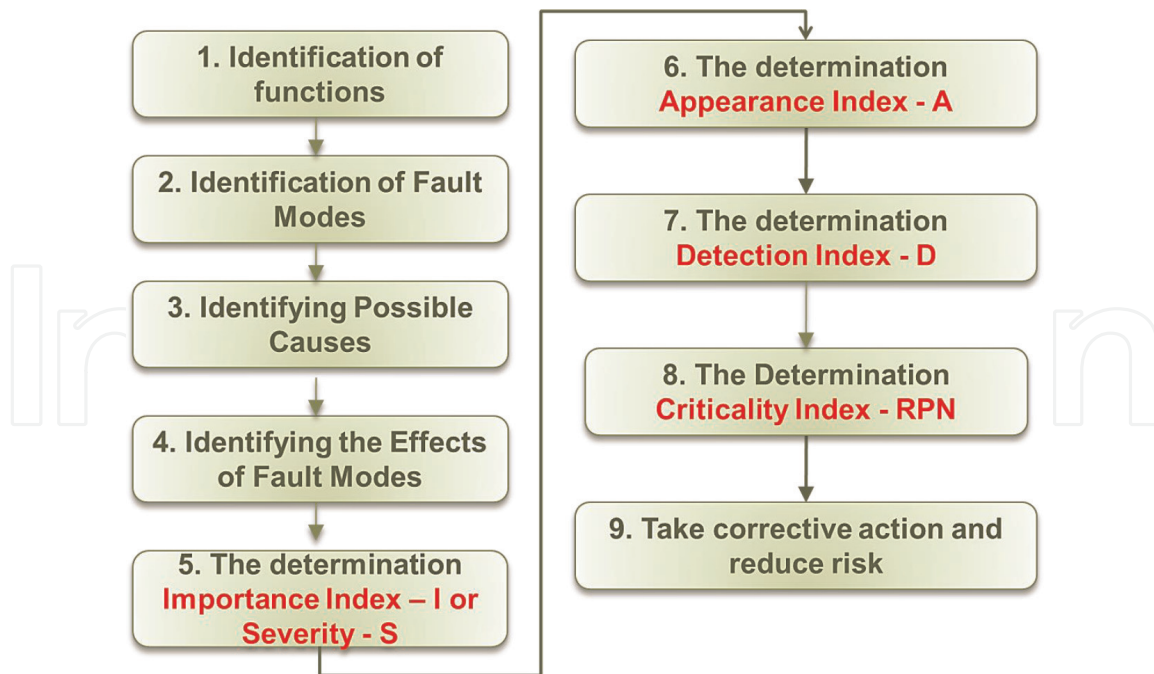 1. Identification of
functions
2. Identification of Fault
Modes
3. Identifying Possible
Causes
4. Identifying the Effects
of Fault Modes
5. The determination
Importance Index – I or
Severity - S
6. The determination
Appearance Index - A
7. The determination
Detection Index - D
8. The Determination
Criticality Index - RPN
9. Take corrective action and
reduce risk